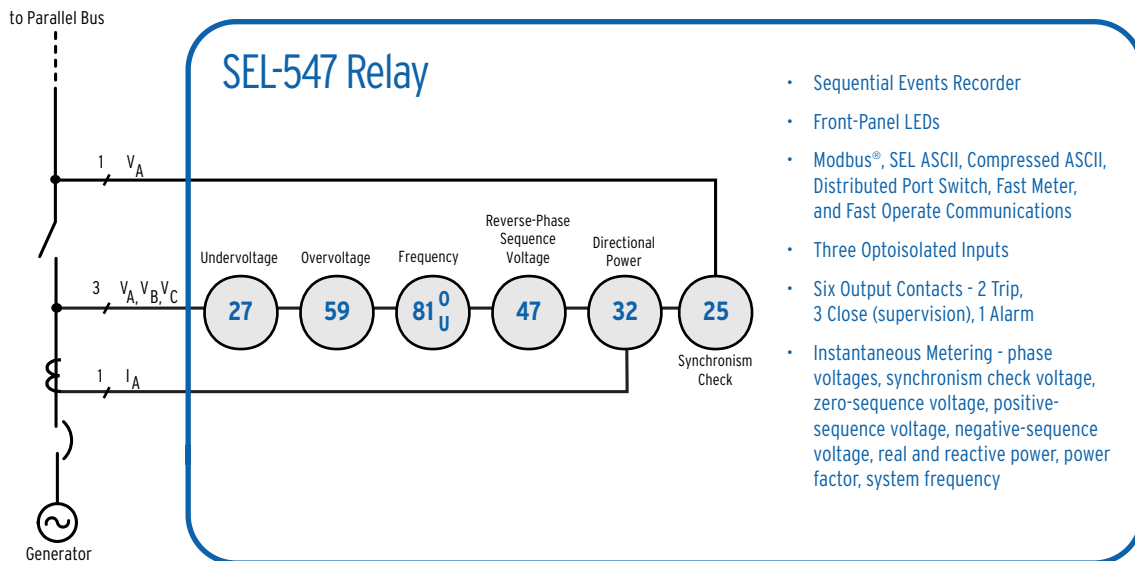 to Parallel Bus
SEL-547 Relay
1 VA
3 VA, VB, VC
1 IA
Undervoltage
27
Overvoltage
59
Frequency
81 O U
Reverse-Phase
Sequence
Voltage
47
Directional
Power
32
25
Synchronism
Check
Generator
• Sequential Events Recorder
• Front-Panel LEDs
• Modbus®, SEL ASCII, Compressed ASCII,
Distributed Port Switch, Fast Meter,
and Fast Operate Communications
• Three Optoisolated Inputs
• Six Output Contacts - 2 Trip,
3 Close (supervision), 1 Alarm
• Instantaneous Metering - phase
voltages, synchronism check voltage,
zero-sequence voltage, positive-
sequence voltage, negative-sequence
voltage, real and reactive power, power
factor, system frequency